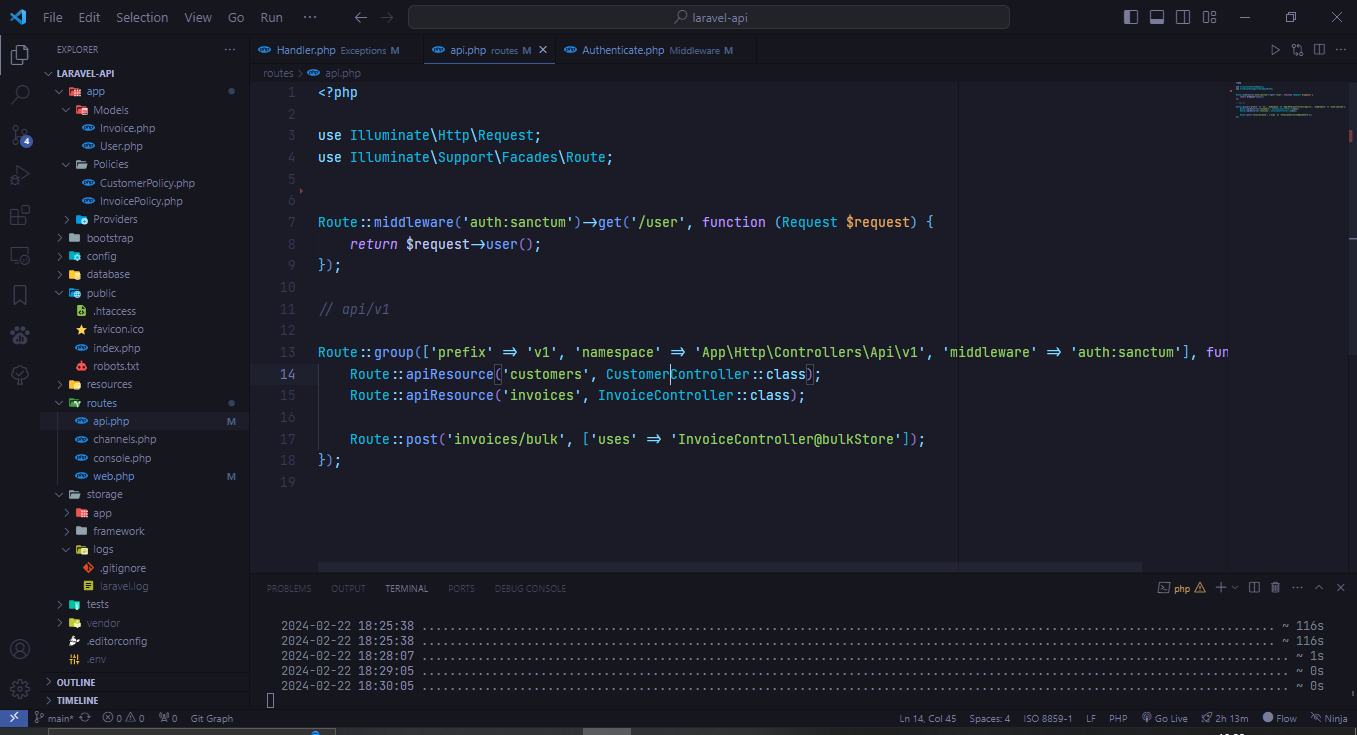 File Edit Selection View Go Run ··· laravel-api
EXPLORER ···
LARAVEL-API
app
Models
Invoice.php
User.php
Policies
CustomerPolicy.php
InvoicePolicy.php
Providers
bootstrap
config
database
public
.htaccess
favicon.ico
index.php
robots.txt
resources
routes
api.php M
channels.php
console.php
web.php M
storage
app
framework
logs
.gitignore
laravel.log
tests
vendor
.editorconfig
.env
OUTLINE
TIMELINE
4
Handler.php Exceptions M api.php routes M Authenticate.php Middleware M
routes > api.php
1 <?php
2
3 use Illuminate\Http\Request;
4 use Illuminate\Support\Facades\Route;
5
6
7 Route::middleware('auth:sanctum')->get('/user', function (Request $request) {
8 return $request->user();
9 });
10
11 // api/v1
12
13 Route::group(['prefix' => 'v1', 'namespace' => 'App\Http\Controllers\Api\v1', 'middleware' => 'auth:sanctum'], fun
14 Route::apiResource('customers', CustomerController::class);
15 Route::apiResource('invoices', InvoiceController::class);
16
17 Route::post('invoices/bulk', ['uses' => 'InvoiceController@bulkStore']);
18 });
19
PROBLEMS OUTPUT TERMINAL PORTS DEBUG CONSOLE php
2024-02-22 18:25:38 ........ ~ 116s
2024-02-22 18:25:38 ........ ~ 116s
2024-02-22 18:28:07 ........ ~ 1s
2024-02-22 18:29:05 ........ ~ 0s
2024-02-22 18:30:05 ........ ~ 0s
main* 0 0 0 Git Graph Ln 14, Col 45 Spaces: 4 ISO 8859-1 LF PHP Go Live 2h 13m Flow Ninja